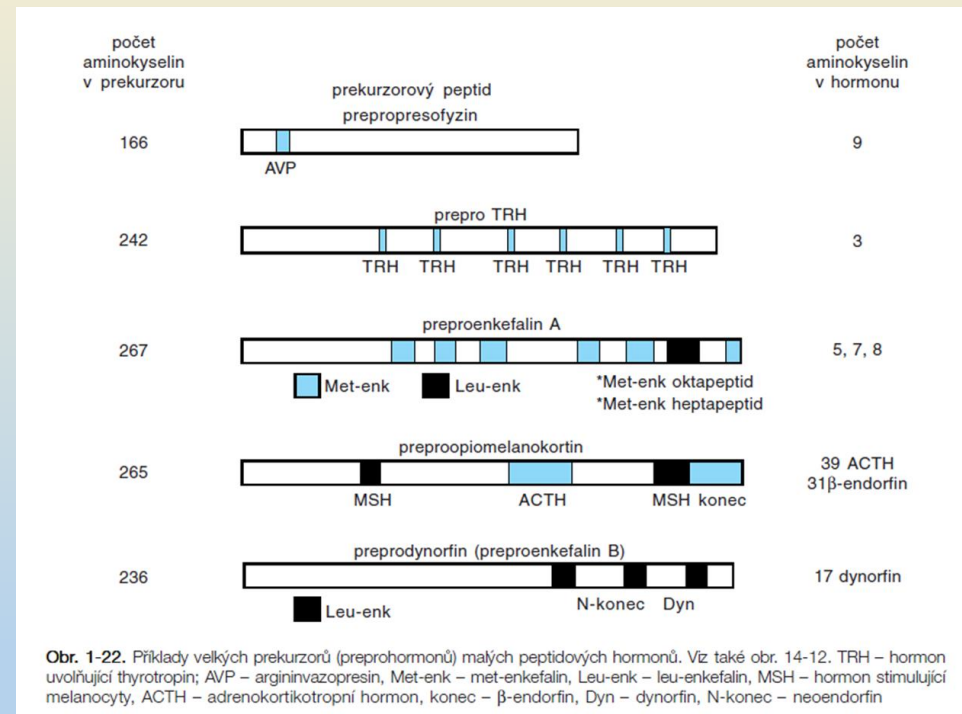 počet
aminokyselin
v prekurzoru
počet
aminokyselin
v hormonu
prekurzorový peptid
prepropresofyzin
166
9
AVP
prepro TRH
242
3
TRH TRH TRH TRH TRH TRH
preproenkefalin A
267
5, 7, 8
Met-enk Leu-enk *Met-enk oktapeptid
*Met-enk heptapeptid
preproopiomelanokortin
265
39 ACTH
31β-endorfin
MSH ACTH MSH konec
preprodynorfin (preproenkefalin B)
236
17 dynorfin
Leu-enk N-konec Dyn
Obr. 1-22. Příklady velkých prekurzorů (preprohormonů) malých peptidových hormonů. Viz také obr. 14-12. TRH – hormon
uvolňující thyrotropin; AVP – argininvazopresin, Met-enk – met-enkefalin, Leu-enk – leu-enkefalin, MSH – hormon stimulující
melanocyty, ACTH – adrenokortikotropní hormon, konec – β-endorfin, Dyn – dynorfin, N-konec – neoendorfin